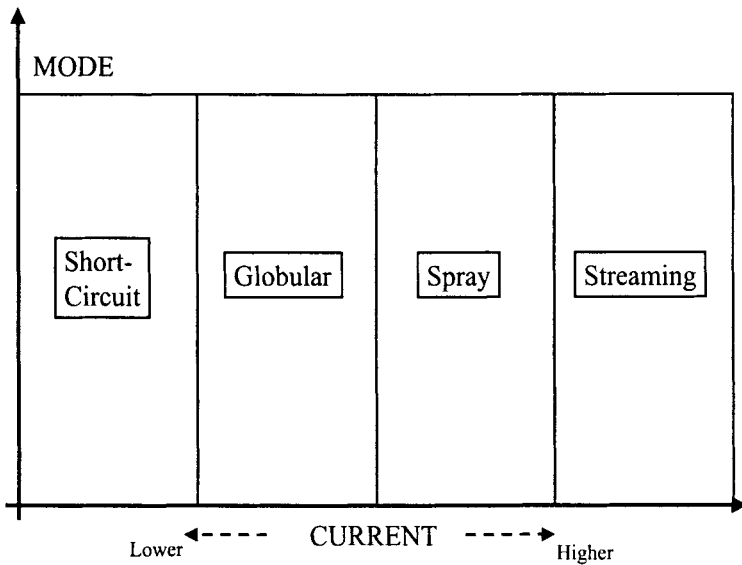 MODE
Short-
Circuit
Globular
Spray
Streaming
Lower
CURRENT
Higher